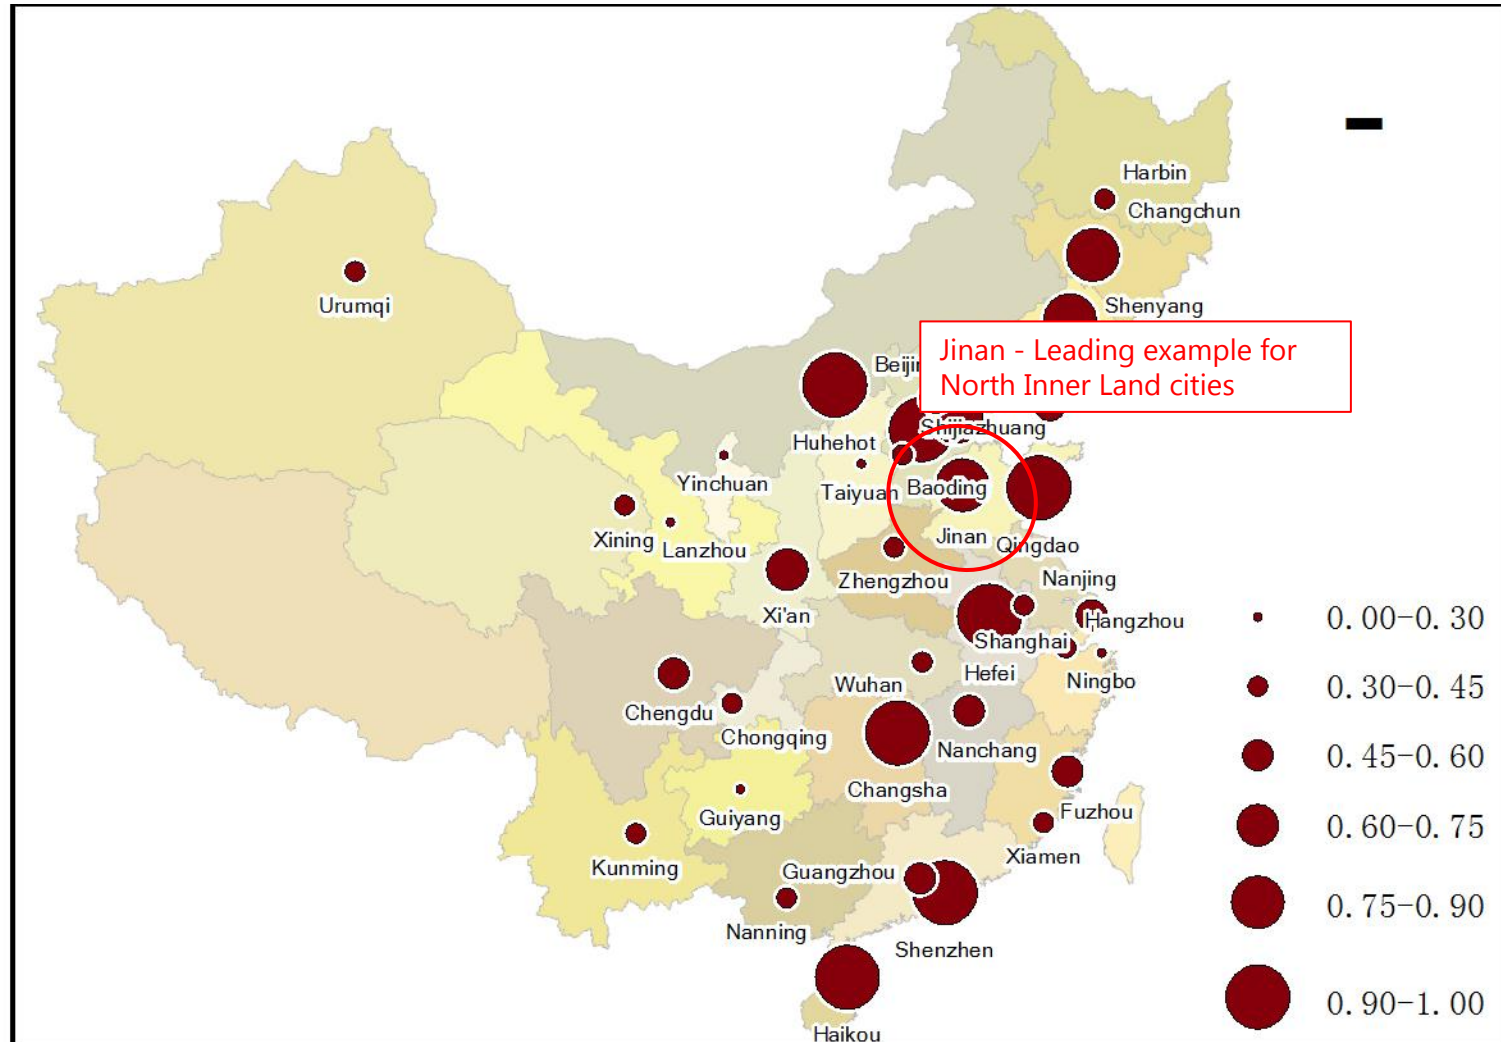 Harbin
Changchun
Urumqi
Shenyang
Jinan - Leading example for
North Inner Land cities
Shijiazhuang
Huhehot
Yinchuan
Taiyuan
Baoding
Xining
Lanzhou
Jinan
Qingdao
Zhengzhou
Nanjing
Xi'an
Hangzhou
Shanghai
Wuhan
Hefei
Ningbo
Chengdu
Chongqing
Nanchang
Changsha
Guiyang
Fuzhou
Xiamen
Kunming
Guangzhou
Nanning
Shenzhen
Haikou
0.00-0.30
0.30-0.45
0.45-0.60
0.60-0.75
0.75-0.90
0.90-1.00